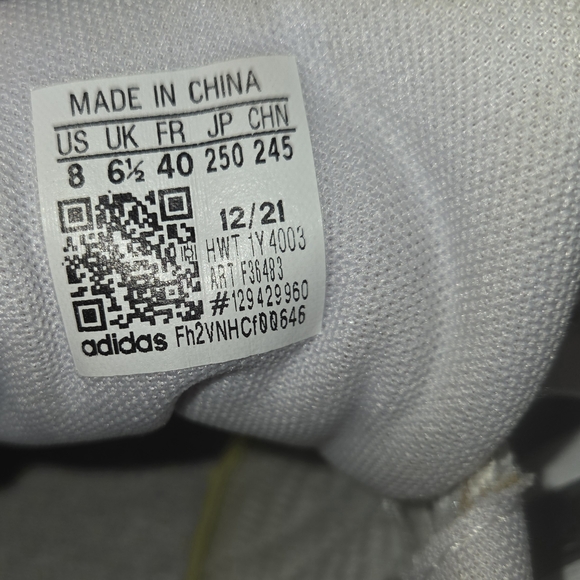 MADE IN CHINA
US UK FR JP CHN
8 6½ 40 250 245
12/21
HWT 1Y4003
ART F36483
#129429960
adidas Fh2VNHCf00646